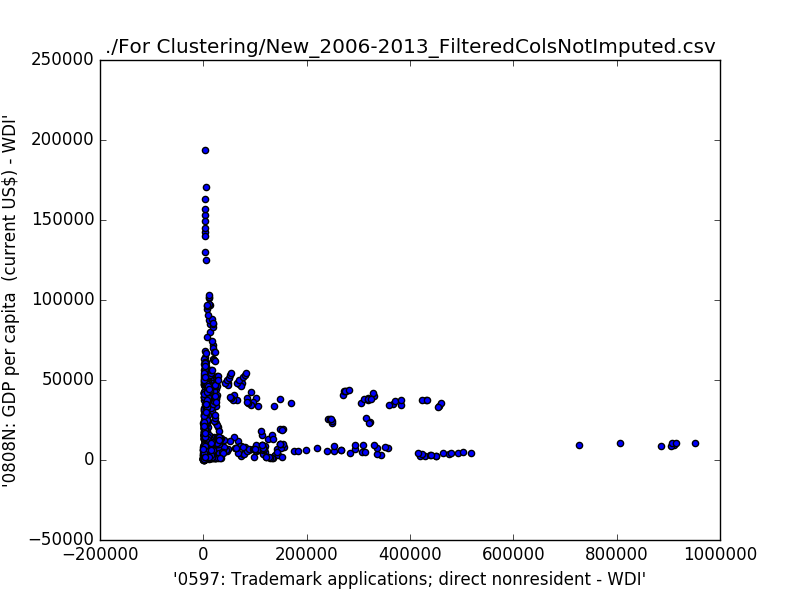 ./For Clustering/New_2006-2013_FilteredColsNotImputed.csv
250000
200000
150000
100000
50000
0
−50000
'0808N: GDP per capita  (current US$) - WDI'
−200000 0 200000 400000 600000 800000 1000000
'0597: Trademark applications; direct nonresident - WDI'